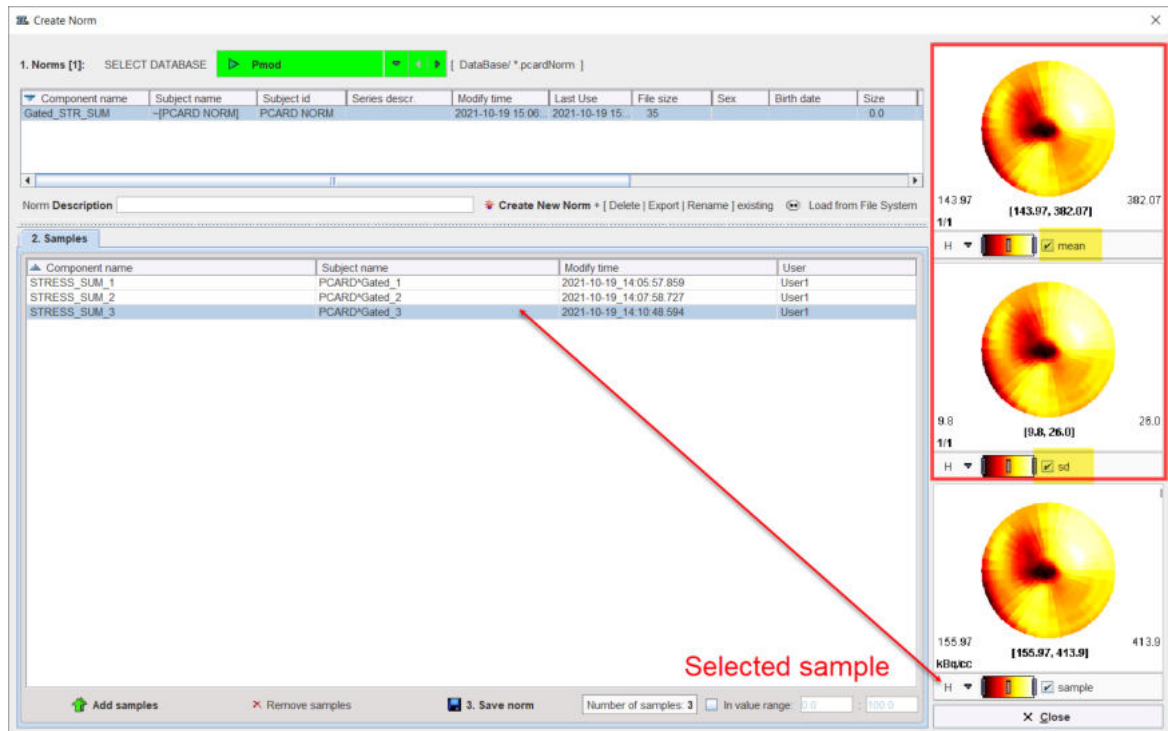 Create Norm
1. Norms [1]: SELECT DATABASE Pmod [ DataBase/ *.pcardNorm ]
Component name Subject name Subject id Series descr. Modify time Last Use File size Sex Birth date Size
Gated_STR_SUM ~[PCARD NORM] PCARD NORM 2021-10-19 15:06... 2021-10-19 15... 35 0.0
Norm Description Create New Norm + [ Delete | Export | Rename ] existing Load from File System
2. Samples
Component name Subject name Modify time User
STRESS_SUM_1 PCARD^Gated_1 2021-10-19_14:05:57.859 User1
STRESS_SUM_2 PCARD^Gated_2 2021-10-19_14:07:58.727 User1
STRESS_SUM_3 PCARD^Gated_3 2021-10-19_14:10:48.594 User1
Selected sample
Add samples Remove samples 3. Save norm Number of samples: 3 In value range: 0.0 : 100.0
143.97 382.07
[143.97, 382.07]
1/1
H mean
9.8 26.0
[9.8, 26.0]
1/1
H sd
155.97 413.9
[155.97, 413.9]
kBq/cc
H sample
Close